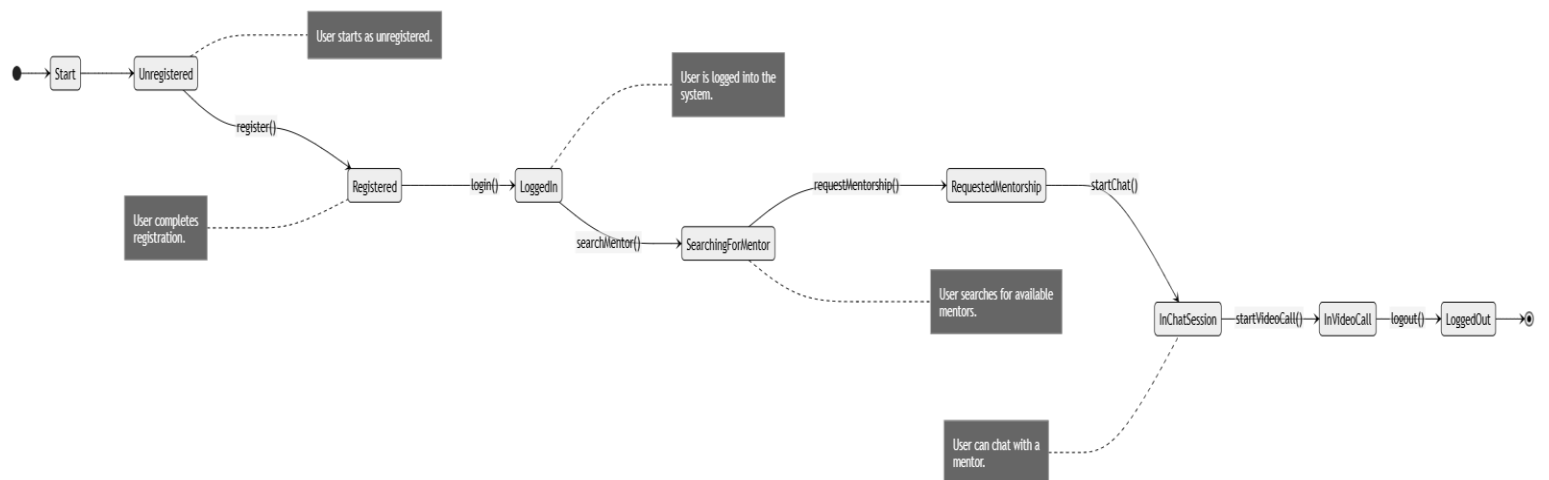 User starts as unregistered.
Start
Unregistered
User is logged into the
system.
register()
Registered
login()
LoggedIn
requestMentorship()
RequestedMentorship
startChat()
User completes
registration.
searchMentor()
SearchingForMentor
User searches for available
mentors.
InChatSession
startVideoCall()
InVideoCall
logout()
LoggedOut
User can chat with a
mentor.